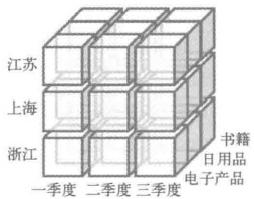 江苏
上海
浙江
书籍
日用品
电子产品
一季度 二季度 三季度